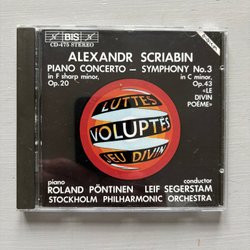 BIS
CD-475 STEREO
ALEXANDR SCRIABIN
PIANO CONCERTO – SYMPHONY No.3
in F sharp minor, in C minor,
Op.20 Op.43
«LE
DIVIN
POÈME»
LUTTES
VOLUPTÉS
JEU DIVIN
piano conductor
ROLAND PÖNTINEN LEIF SEGERSTAM
STOCKHOLM PHILHARMONIC ORCHESTRA